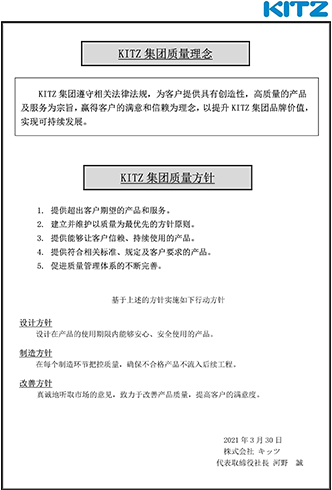 KITZ
KITZ 集团质量理念
KITZ 集团遵守相关法律法规，为客户提供具有创造性，高质量的产品
及服务为宗旨，赢得客户的满意和信赖为理念，以提升 KITZ 集团品牌价值，
实现可持续发展。
KITZ 集团质量方针
1. 提供超出客户期望的产品和服务。
2. 建立并维护以质量为最优先的方针原则。
3. 提供能够让客户信赖、持续使用的产品。
4. 提供符合相关标准、规定及客户要求的产品。
5. 促进质量管理体系的不断完善。
基于上述的方针实施如下行动方针
设计方针
设计在产品的使用期限内能够安心、安全使用的产品。
制造方针
在每个制造环节把控质量，确保不合格产品不流入后续工程。
改善方针
真诚地听取市场的意见，致力于改善产品质量，提高客户的满意度。
2021 年 3 月 30 日
株式会社 キッツ
代表取締役社長 河野 誠